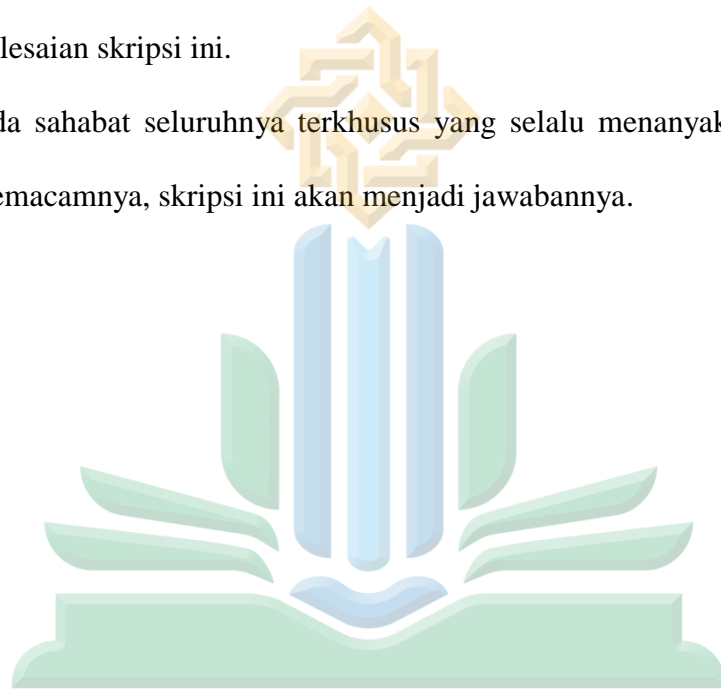 lesaian skripsi ini.
da sahabat seluruhnya terkhusus yang selalu menanyak
emacamnya, skripsi ini akan menjadi jawabannya.